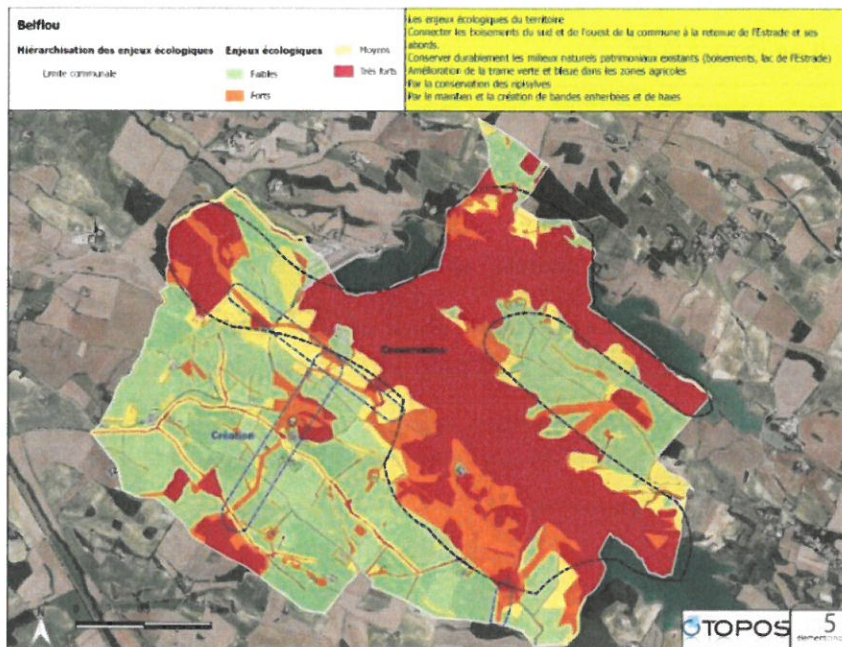 Belflou
Hiérarchisation des enjeux écologiques
Limite communale
Enjeux écologiques
Faibles
Forts
Moyens
Très forts
Les enjeux écologiques du territoire
Connecter les boisements du sud et de l'ouest de la commune à la retenue de l'Estrade et ses
abords.
Conserver durablement les milieux naturels patrimoniaux existants (boisements, lac de l'Estrade)
Amélioration de la trame verte et bleue dans les zones agricoles
Par la conservation des ripisylves
Par le maintien et la création de bandes enherbées et de haies
Conservation
Création
0
TOPOS
5